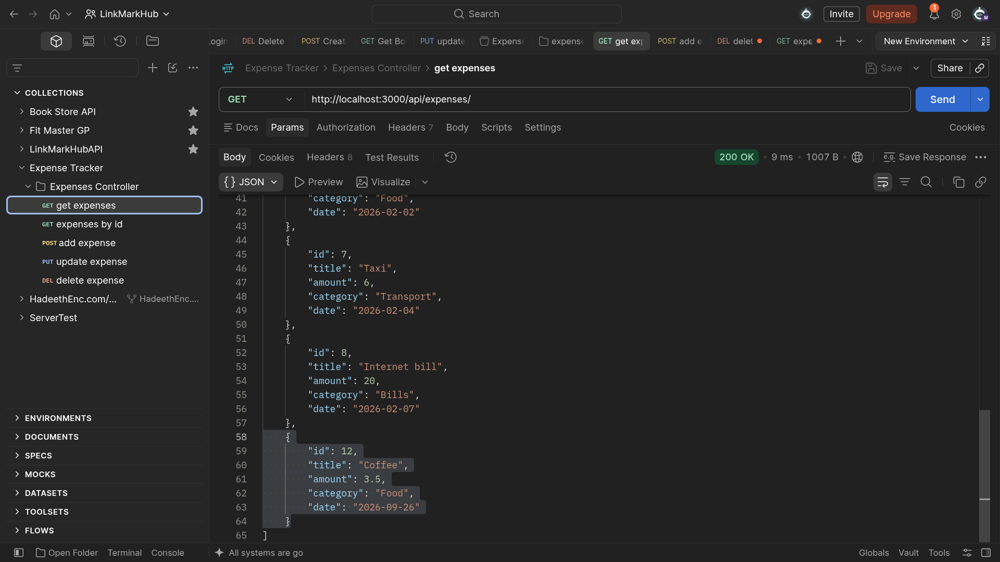 LinkMarkHub
Search
Invite
Upgrade
1
M
ogin
DEL Delete
POST Creat
GET Get Bo
PUT update
Expens
expens
GET get exp
POST add e
DEL delet
GET expe
New Environment
COLLECTIONS
Book Store API
Fit Master GP
LinkMarkHubAPI
Expense Tracker
Expenses Controller
GET get expenses
GET expenses by id
POST add expense
PUT update expense
DEL delete expense
HadeethEnc.com/... HadeethEnc....
ServerTest
ENVIRONMENTS
DOCUMENTS
SPECS
MOCKS
DATASETS
TOOLSETS
FLOWS
HTTP Expense Tracker > Expenses Controller > get expenses
Save
Share
GET http://localhost:3000/api/expenses/
Send
Docs Params Authorization Headers 7 Body Scripts Settings Cookies
Body Cookies Headers 8 Test Results
200 OK • 9 ms • 1007 B •
e.g. Save Response
{} JSON Preview Visualize
41 "category": "Food",
42 "date": "2026-02-02"
43 },
44 {
45 "id": 7,
46 "title": "Taxi",
47 "amount": 6,
48 "category": "Transport",
49 "date": "2026-02-04"
50 },
51 {
52 "id": 8,
53 "title": "Internet bill",
54 "amount": 20,
55 "category": "Bills",
56 "date": "2026-02-07"
57 },
58 {
59 "id": 12,
60 "title": "Coffee",
61 "amount": 3.5,
62 "category": "Food",
63 "date": "2026-09-26"
64 }
65 ]
Open Folder Terminal Console
All systems are go
Globals Vault Tools